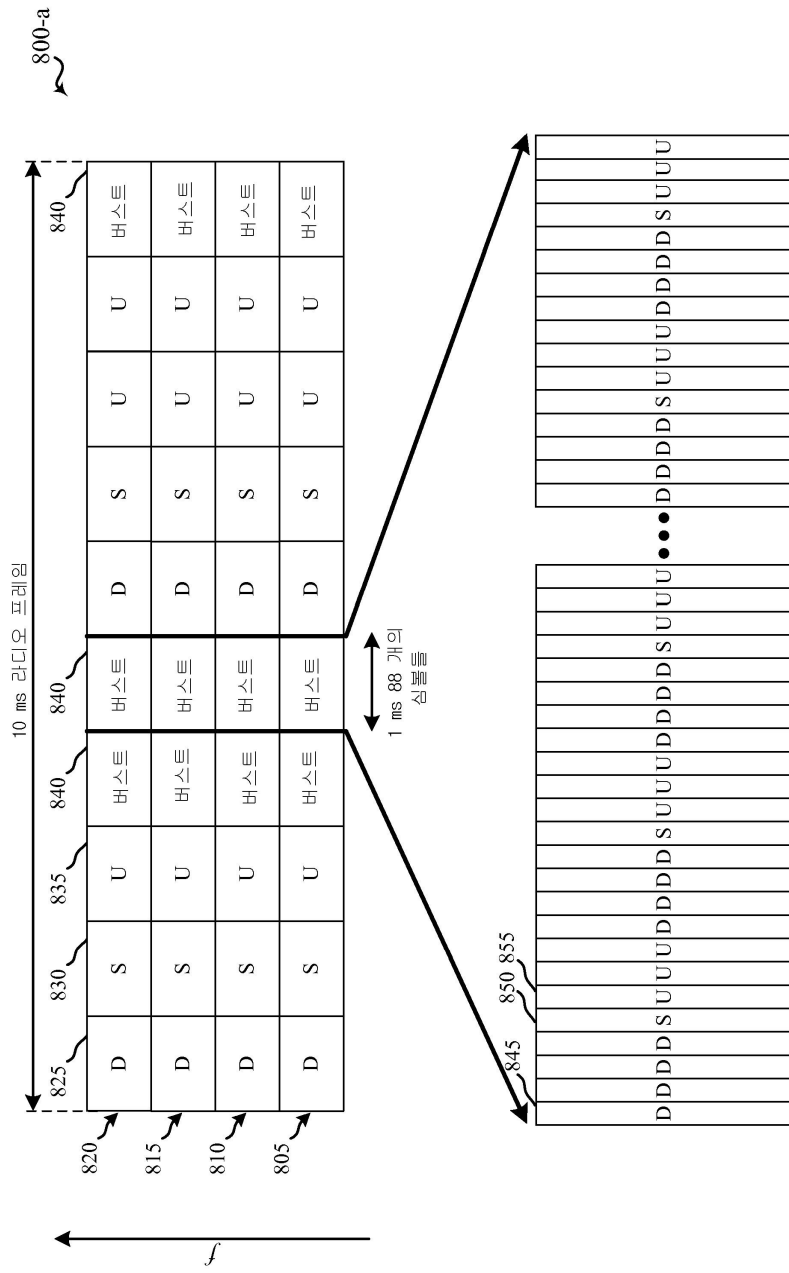 800-a
10 ms 라디오 프레임
825 830 835 840 840 840
820 D S U 버스트 버스트 D S U U 버스트
815 D S U 버스트 버스트 D S U U 버스트
810 D S U 버스트 버스트 D S U U 버스트
805 D S U 버스트 버스트 D S U U 버스트
f
1 ms 88 개의
심볼들
845 850 855
D D D D S U U U D D D D S U U U D D D D S U U U ••• D D D D S U U U D D D D S U U U